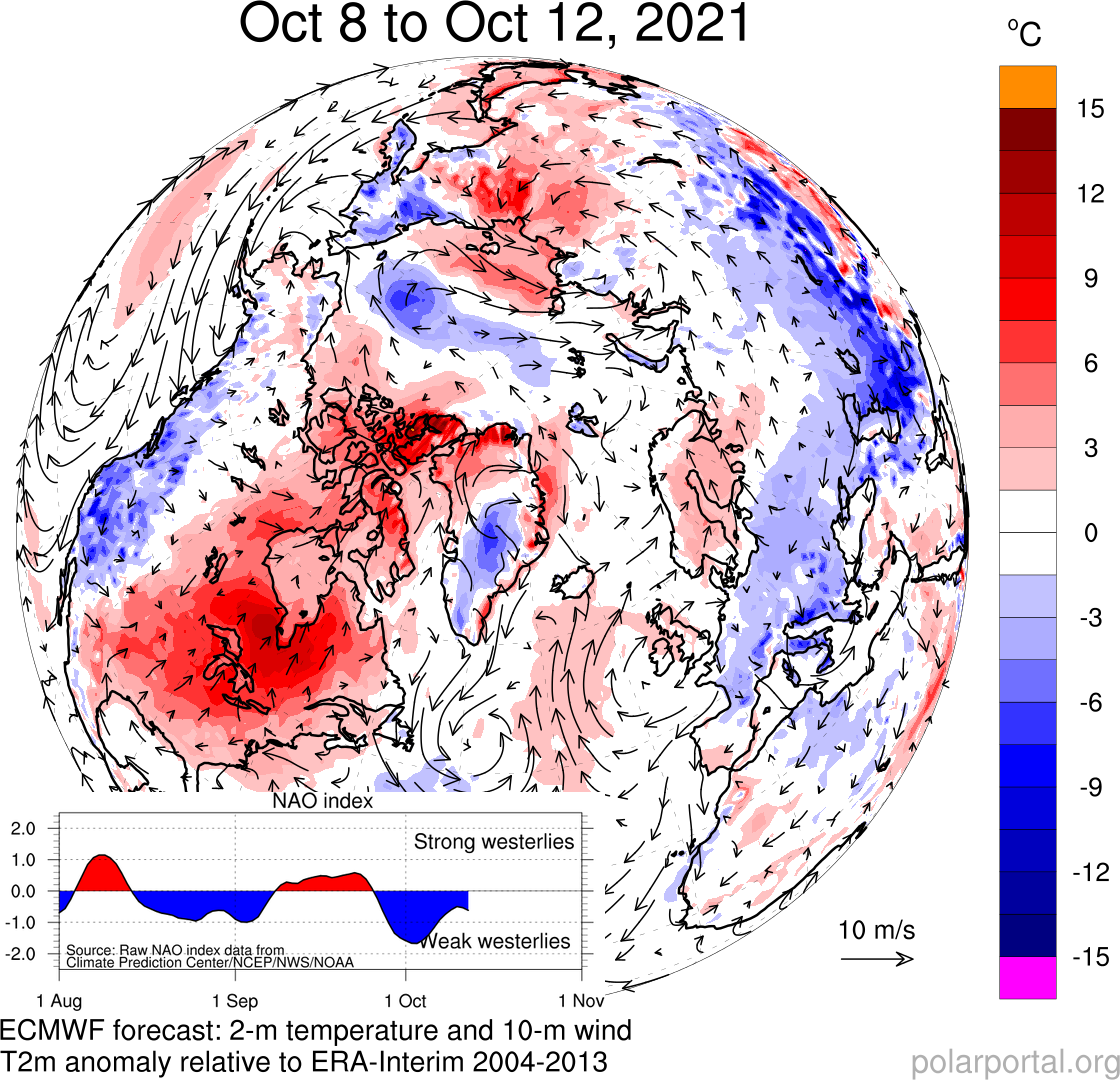 Oct 8 to Oct 12, 2021
oC
15
12
9
6
3
0
-3
-6
-9
-12
-15
NAO index
2.0
1.0
0.0
-1.0
-2.0
Strong westerlies
Weak westerlies
Source: Raw NAO index data from
Climate Prediction Center/NCEP/NWS/NOAA
1 Aug
1 Sep
1 Oct
1 Nov
10 m/s
ECMWF forecast: 2-m temperature and 10-m wind
T2m anomaly relative to ERA-Interim 2004-2013
polarportal.org